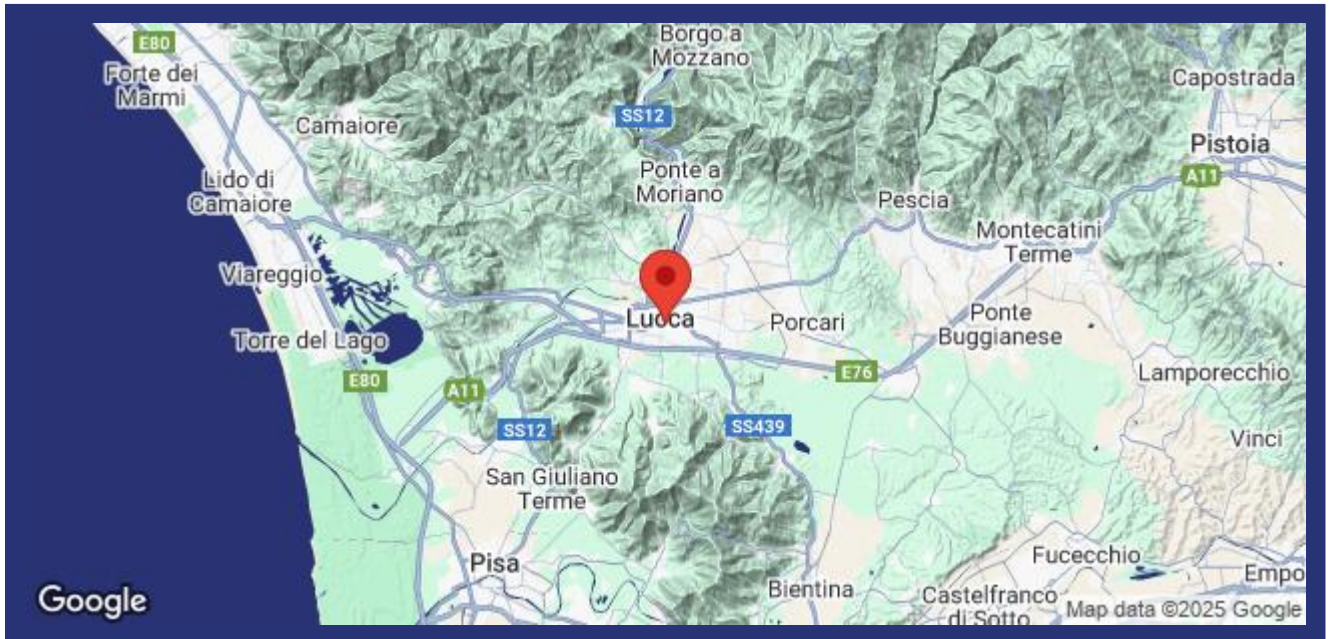 E80
Forte dei
Marmi
Borgo a
Mozzano
Capostrada
SS12
Camaiore
Pistoia
Ponte a
Moriano
A11
Lido di
Camaiore
Pescia
Montecatini
Terme
Viareggio
Lucca
Porcari
Ponte
Buggianese
Torre del Lago
E80
A11
E76
Lamporecchio
SS12
SS439
Vinci
San Giuliano
Terme
Pisa
Fucecchio
Empo
Bientina
Castelfranco
di Sotto
Google
Map data ©2025 Google